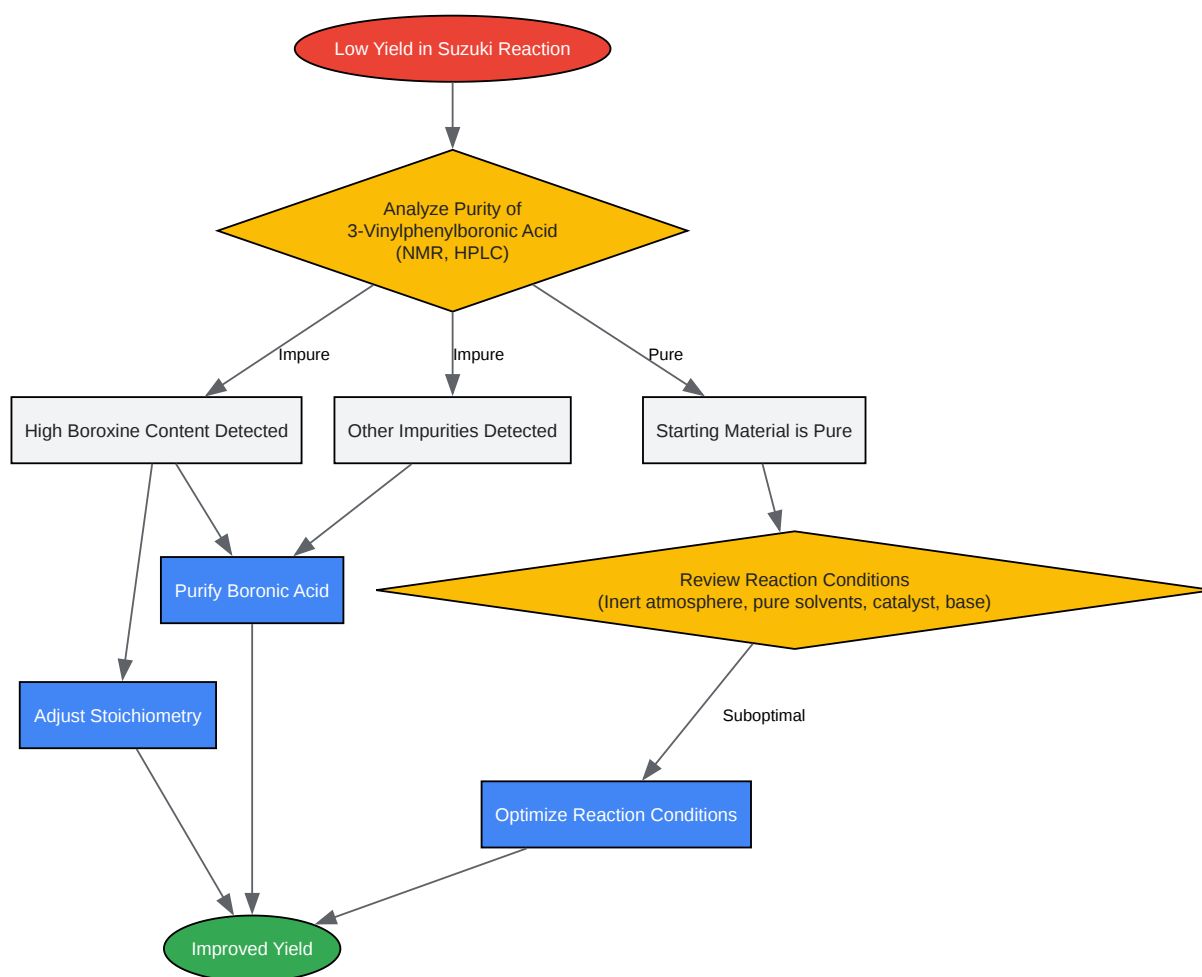 Low Yield in Suzuki Reaction
Analyze Purity of
3-Vinylphenylboronic Acid
(NMR, HPLC)
Impure
Impure
Pure
High Boroxine Content Detected
Other Impurities Detected
Starting Material is Pure
Purify Boronic Acid
Review Reaction Conditions
(Inert atmosphere, pure solvents, catalyst, base)
Adjust Stoichiometry
Suboptimal
Optimize Reaction Conditions
Improved Yield